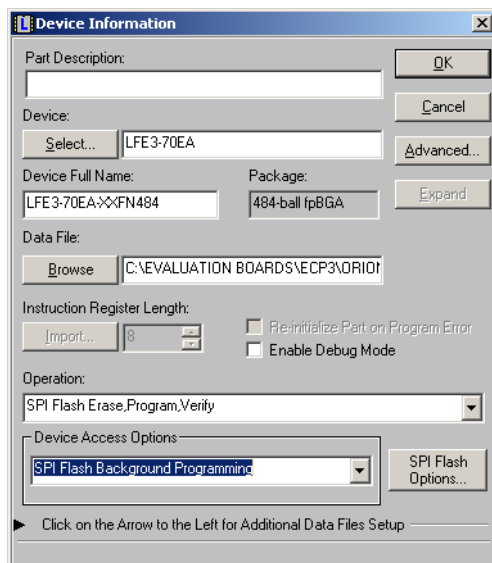 Device Information
Part Description:
OK
Device:
Cancel
Select... LFE3-70EA
Advanced...
Device Full Name: Package:
LFE3-70EA-XXFN484 484-ball fpBGA
Expand
Data File:
Browse C:\EVALUATION BOARDS\ECP3\ORION
Instruction Register Length:
Import... 8 Re-initialize Part on Program Error
Enable Debug Mode
Operation:
SPI Flash Erase,Program,Verify
Device Access Options
SPI Flash Background Programming
SPI Flash
Options...
Click on the Arrow to the Left for Additional Data Files Setup